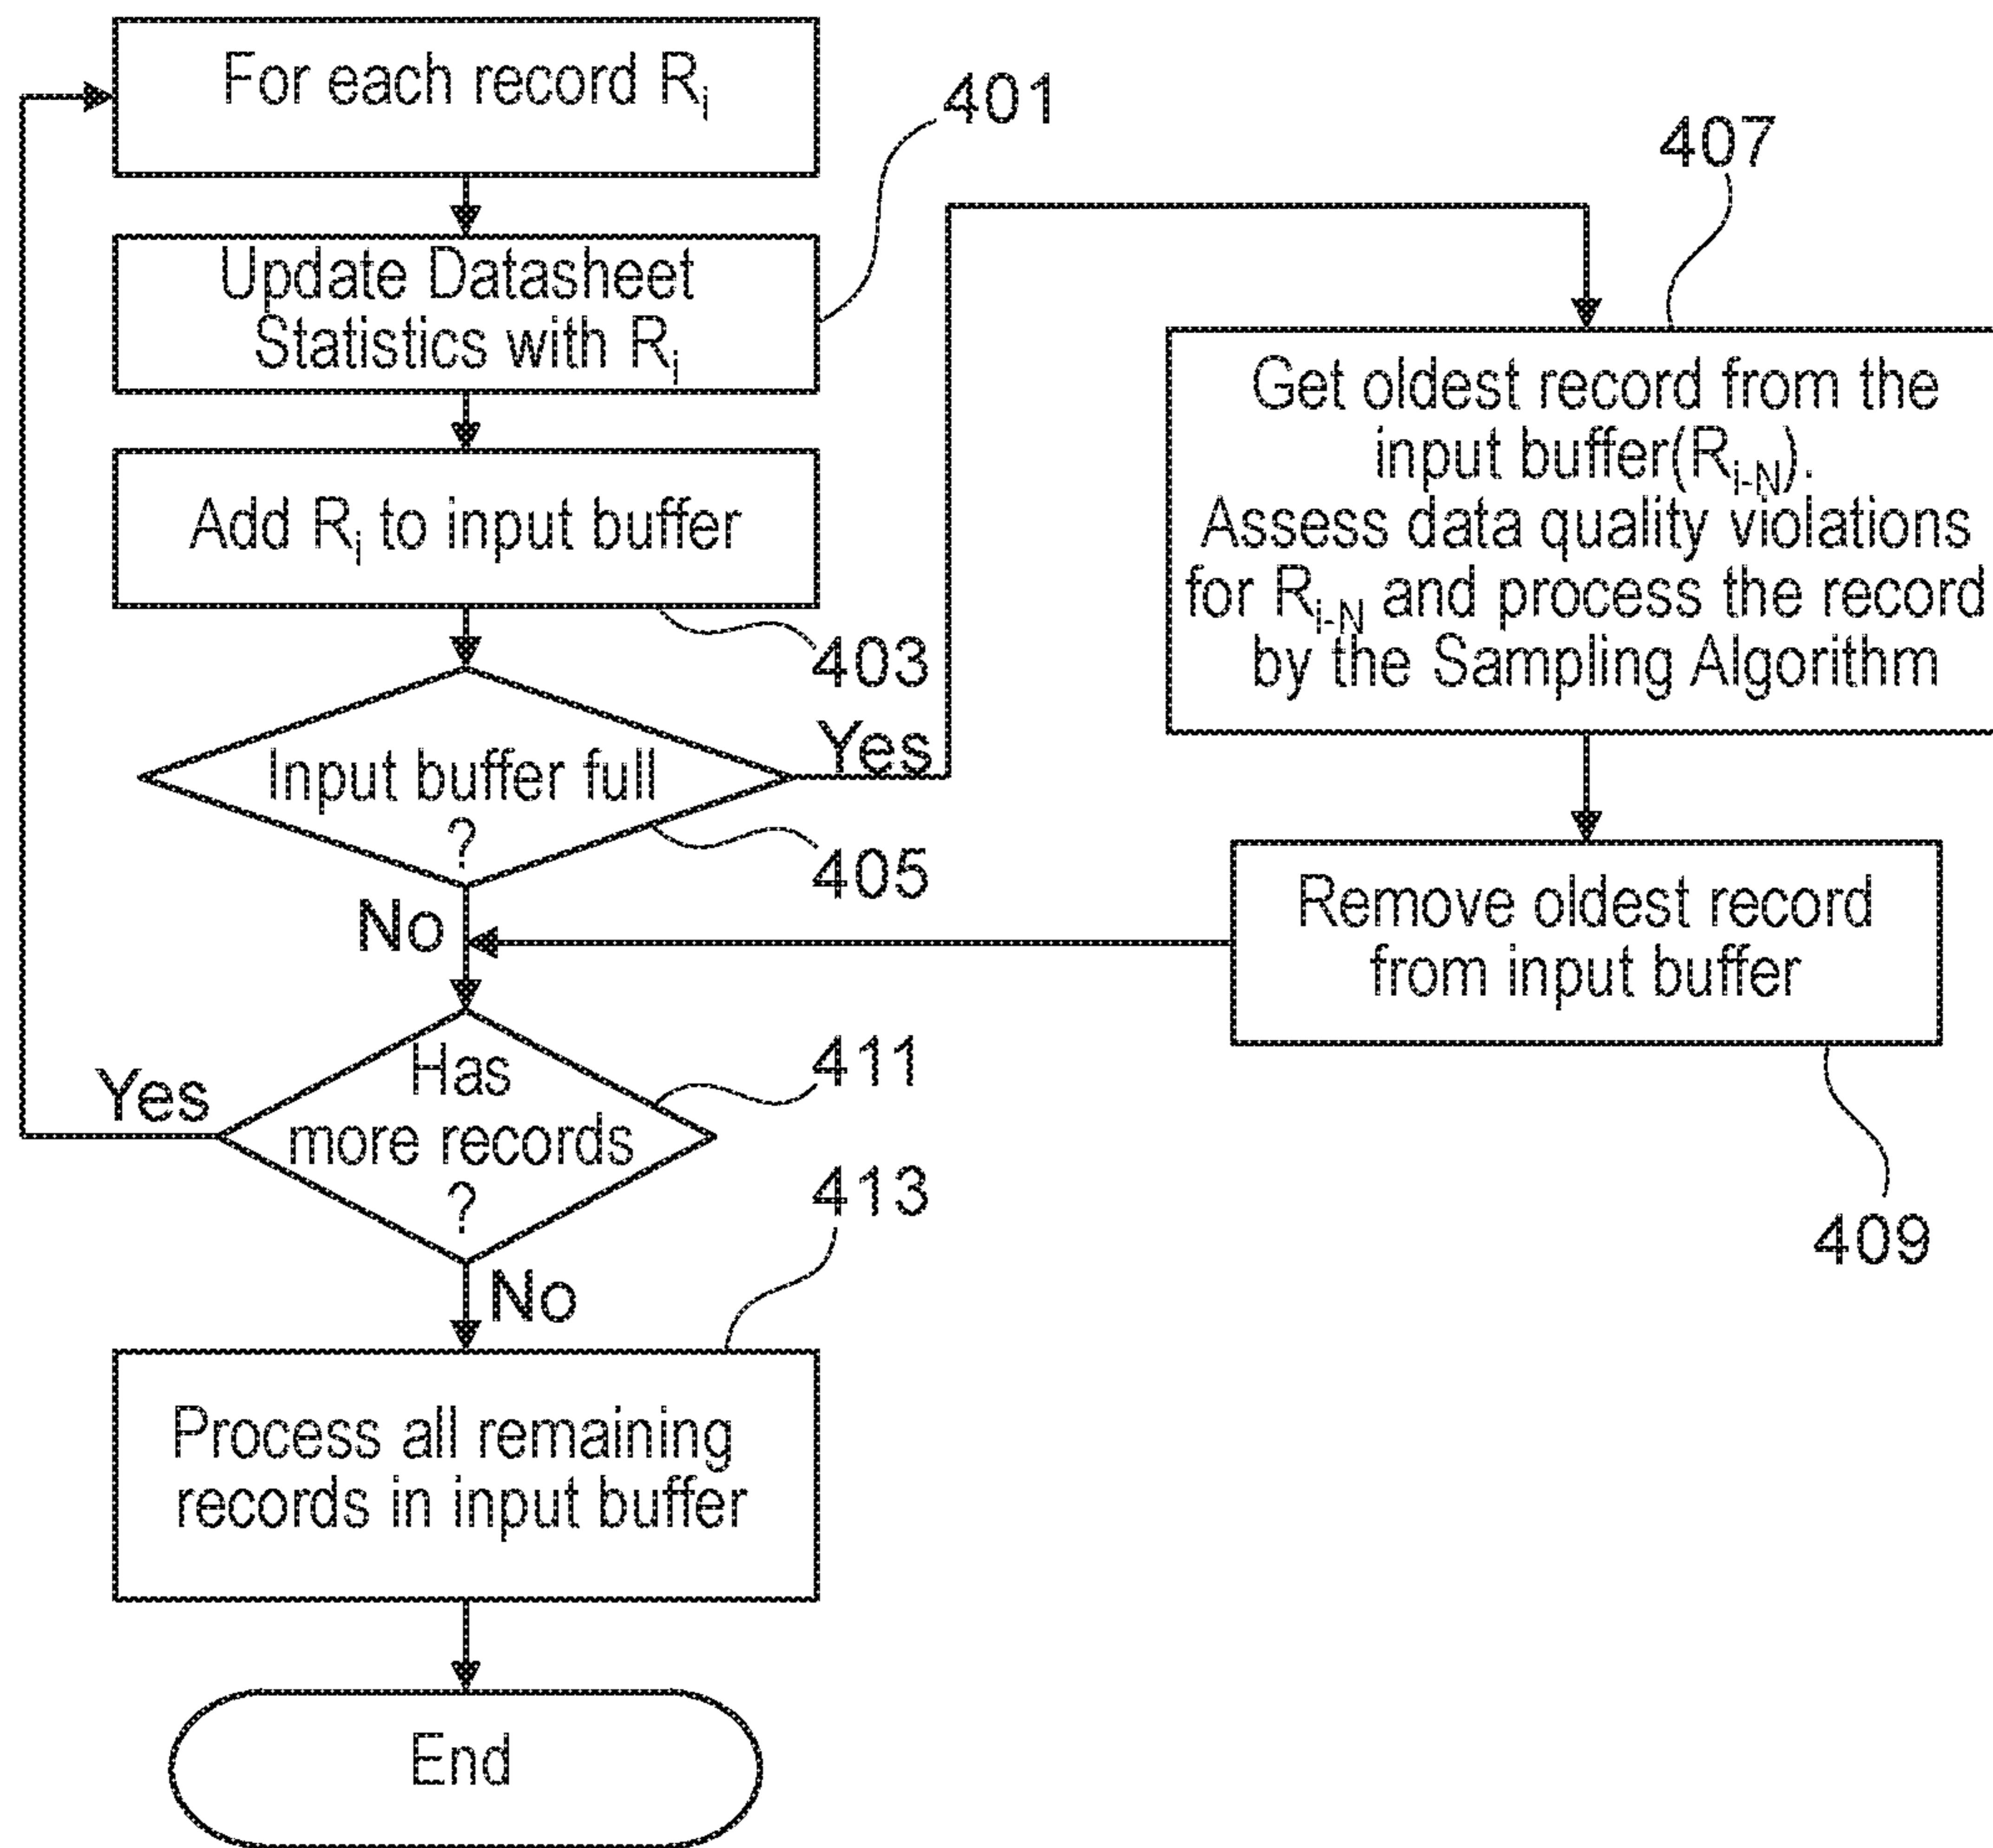 For each record Ri
401
Update Datasheet
Statistics with Ri
Add Ri to input buffer
403
Input buffer full
?
Yes
405
No
407
Get oldest record from the
input buffer(Ri-N).
Assess data quality violations
for Ri-N and process the record
by the Sampling Algorithm
Remove oldest record
from input buffer
409
Has
more records
?
411
Yes
No
413
Process all remaining
records in input buffer
End